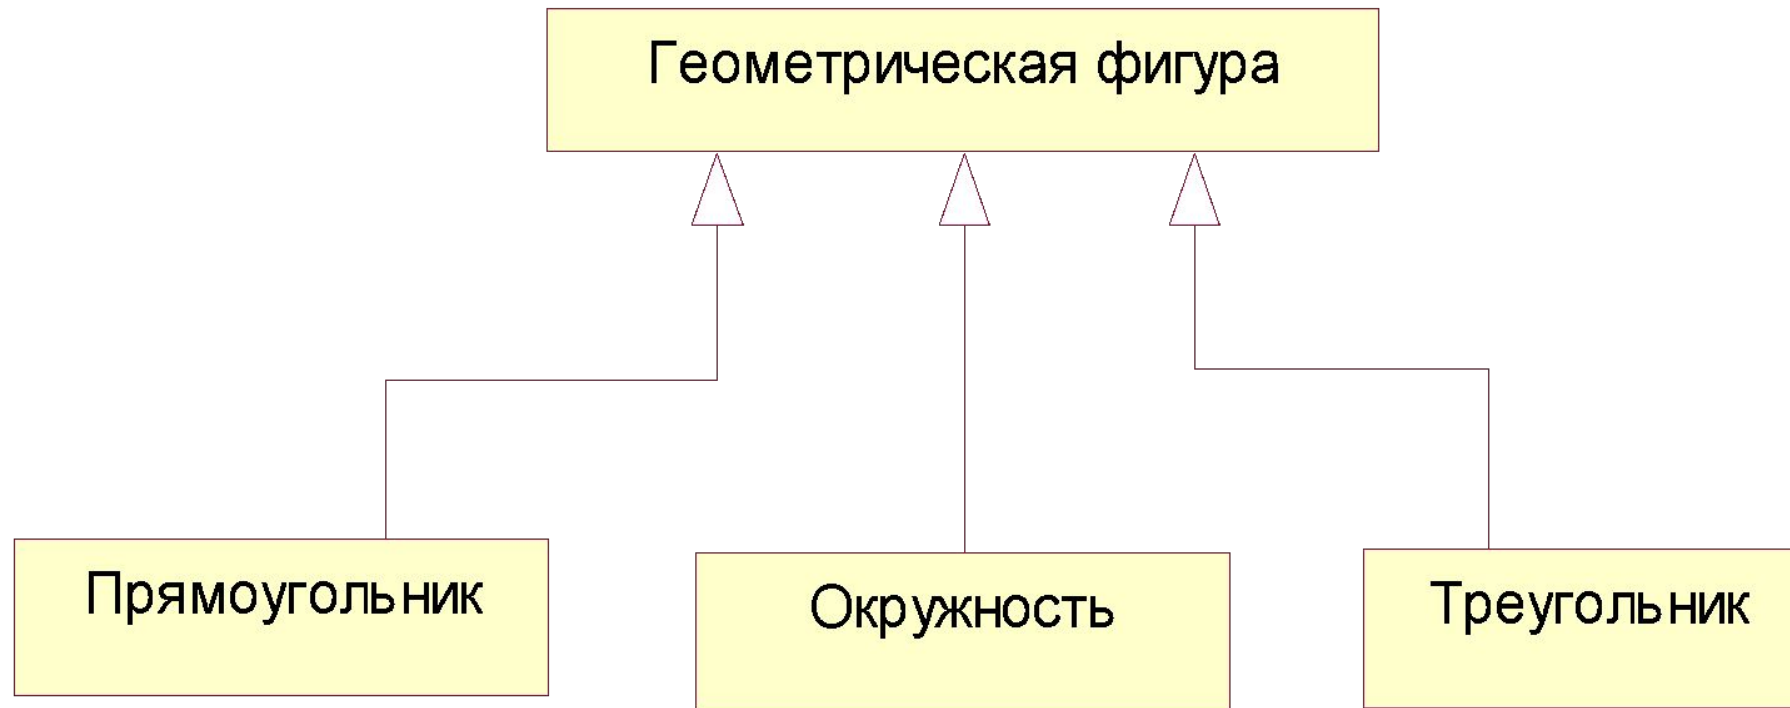 Геометрическая фигура
Прямоугольник
Окружность
Треугольник